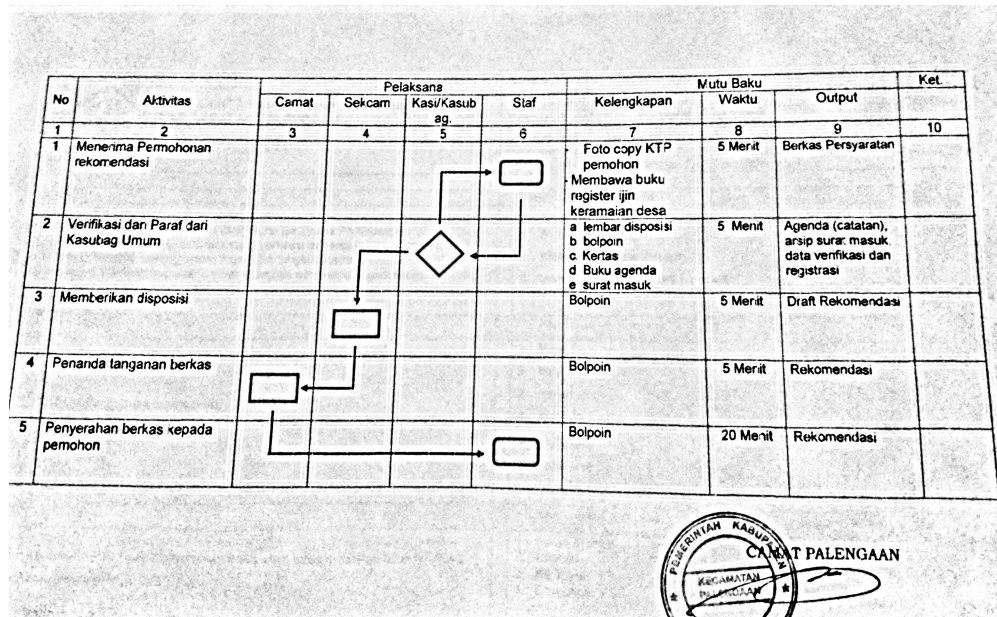 Pelaksana
Mutu Baku
Ket.
No
Aktivitas
Camat
Sekcam
Kasi/Kasub
ag.
Staf
Kelengkapan
Waktu
Output
1
2
3
4
5
6
7
8
9
10
1
Menerima Permohonan
rekomendasi
- Foto copy KTP
pemohon
- Membawa buku
register ijin
keramaian desa
5 Menit
Berkas Persyaratan
2
Verifikasi dan Paraf dari
Kasubag Umum
a lembar disposisi
b bolpoin
c. Kertas
d Buku agenda
e surat masuk
5 Menit
Agenda (catatan),
arsip surat masuk,
data verifikasi dan
registrasi
3
Memberikan disposisi
Bolpoin
5 Menit
Draft Rekomendasi
4
Penanda tanganan berkas
Bolpoin
5 Menit
Rekomendasi
5
Penyerahan berkas kepada
pemohon
Bolpoin
20 Menit
Rekomendasi
CAMAT PALENGAAN
PEMERINTAH KABUPATEN
KECAMATAN
PALENGAAN